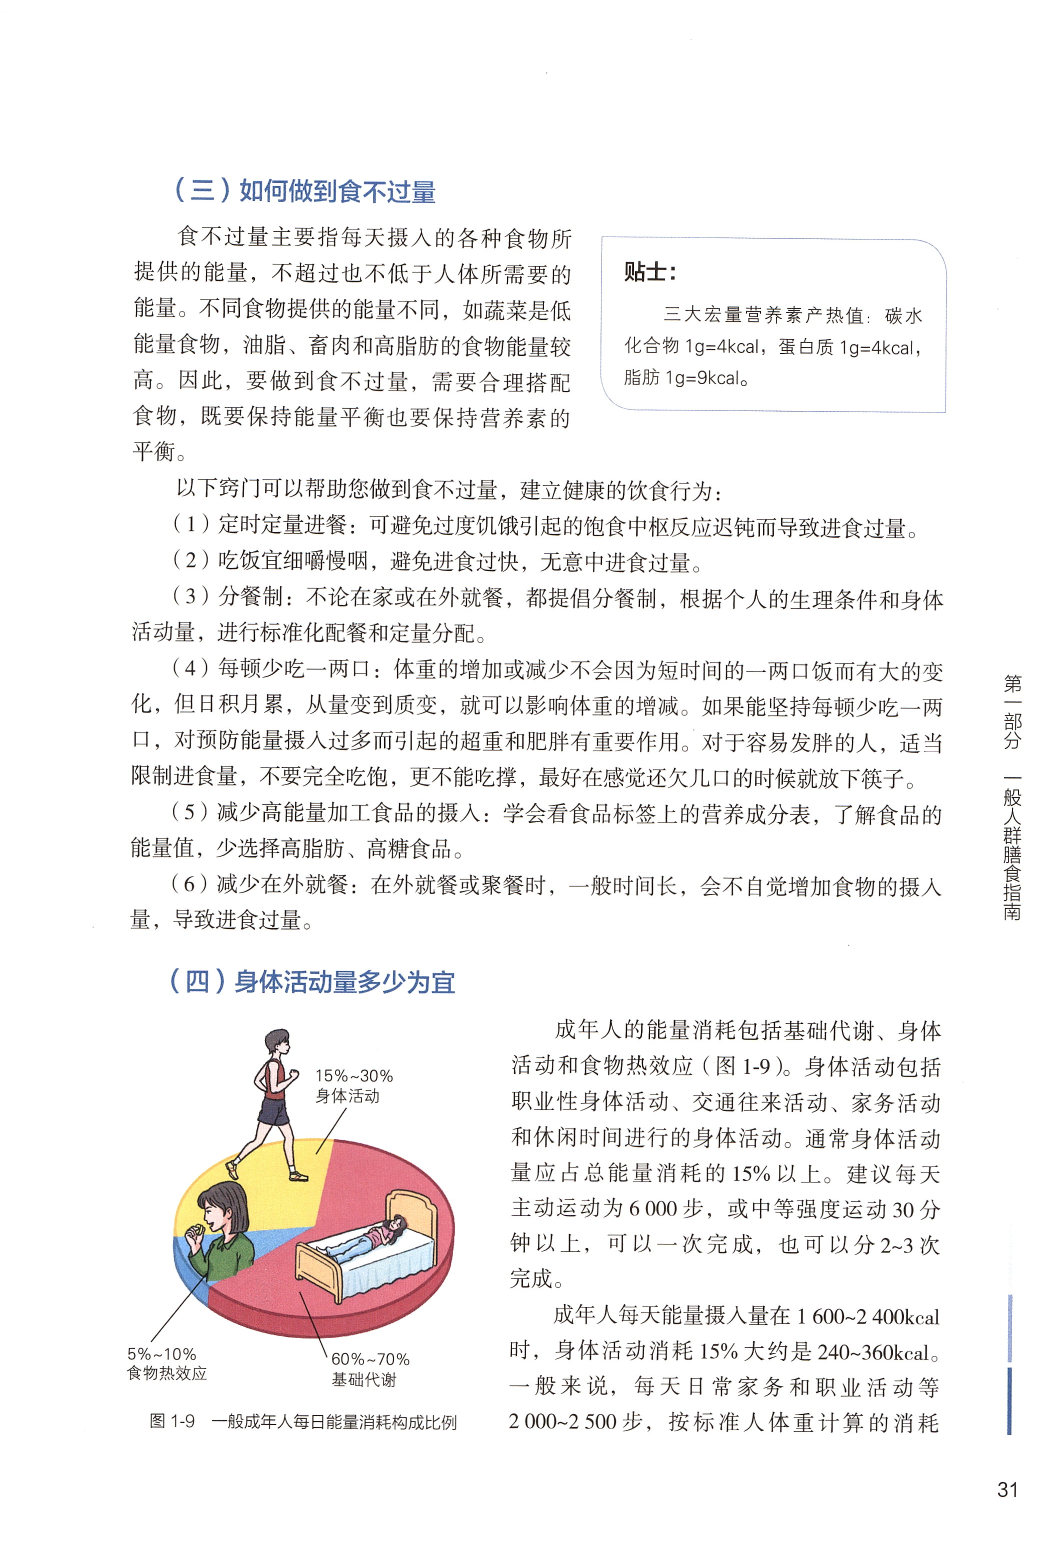 （三）如何做到食不过量
食不过量主要指每天摄入的各种食物所
提供的能量，不超过也不低于人体所需要的
能量。不同食物提供的能量不同，如蔬菜是低
能量食物，油脂、畜肉和高脂肪的食物能量较
高。因此，要做到食不过量，需要合理搭配
食物，既要保持能量平衡也要保持营养素的
平衡。
贴士：
三大宏量营养素产热值：碳水
化合物 1g=4kcal，蛋白质 1g=4kcal，
脂肪 1g=9kcal。
以下窍门可以帮助您做到食不过量，建立健康的饮食行为：
（1）定时定量进餐：可避免过度饥饿引起的饱食中枢反应迟钝而导致进食过量。
（2）吃饭宜细嚼慢咽，避免进食过快，无意中进食过量。
（3）分餐制：不论在家或在外就餐，都提倡分餐制，根据个人的生理条件和身体
活动量，进行标准化配餐和定量分配。
（4）每顿少吃一两口：体重的增加或减少不会因为短时间的一两口饭而有大的变
化，但日积月累，从量变到质变，就可以影响体重的增减。如果能坚持每顿少吃一两
口，对预防能量摄入过多而引起的超重和肥胖有重要作用。对于容易发胖的人，适当
限制进食量，不要完全吃饱，更不能吃撑，最好在感觉还欠几口的时候就放下筷子。
（5）减少高能量加工食品的摄入：学会看食品标签上的营养成分表，了解食品的
能量值，少选择高脂肪、高糖食品。
（6）减少在外就餐：在外就餐或聚餐时，一般时间长，会不自觉增加食物的摄入
量，导致进食过量。
（四）身体活动量多少为宜
15%~30%
身体活动
5%~10%
食物热效应
60%~70%
基础代谢
图 1-9 一般成年人每日能量消耗构成比例
成年人的能量消耗包括基础代谢、身体
活动和食物热效应（图 1-9）。身体活动包括
职业性身体活动、交通往来活动、家务活动
和休闲时间进行的身体活动。通常身体活动
量应占总能量消耗的 15% 以上。建议每天
主动运动为 6 000 步，或中等强度运动 30 分
钟以上，可以一次完成，也可以分 2~3 次
完成。
成年人每天能量摄入量在 1 600~2 400kcal
时，身体活动消耗 15% 大约是 240~360kcal。
一般来说，每天日常家务和职业活动等
2 000~2 500 步，按标准人体重计算的消耗
第一部分 一般人群膳食指南
31